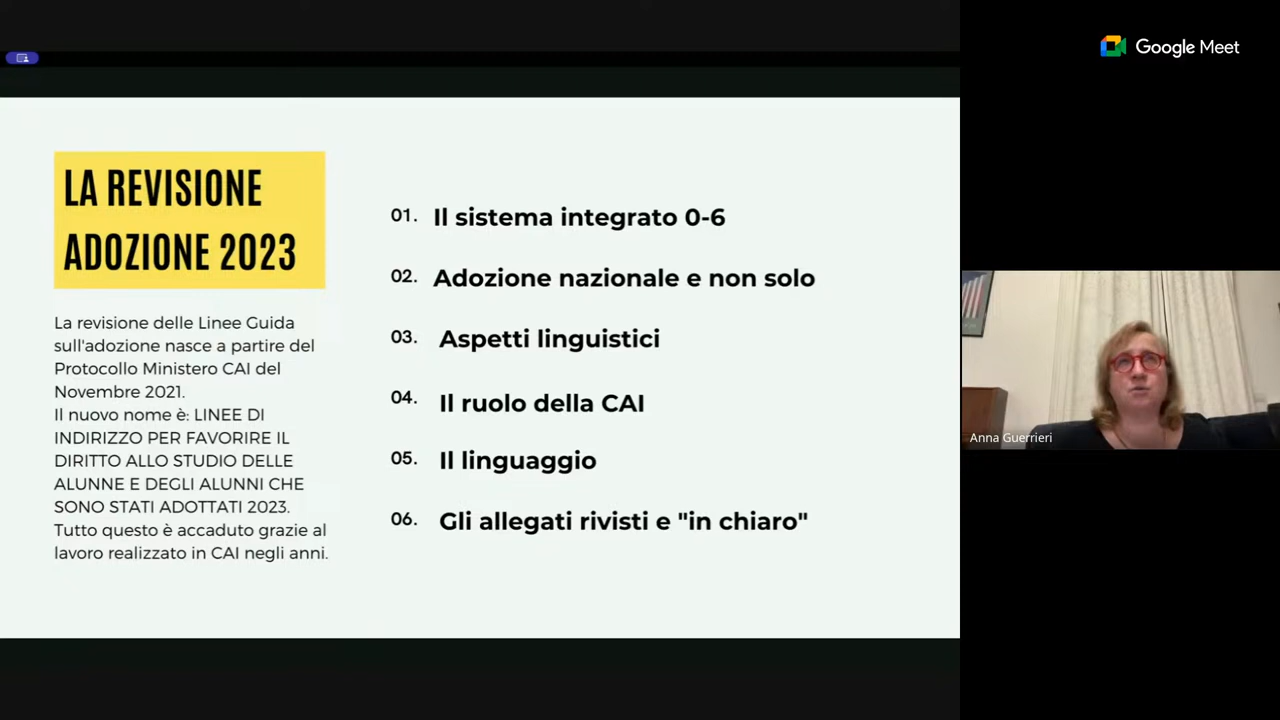 Google Meet
LA REVISIONE
ADOZIONE 2023
La revisione delle Linee Guida
sull'adozione nasce a partire del
Protocollo Ministero CAI del
Novembre 2021.
Il nuovo nome è: LINEE DI
INDIRIZZO PER FAVORIRE IL
DIRITTO ALLO STUDIO DELLE
ALUNNE E DEGLI ALUNNI CHE
SONO STATI ADOTTATI 2023.
Tutto questo è accaduto grazie al
lavoro realizzato in CAI negli anni.
01. Il sistema integrato 0-6
02. Adozione nazionale e non solo
03. Aspetti linguistici
04. Il ruolo della CAI
05. Il linguaggio
06. Gli allegati rivisti e "in chiaro"
Anna Guerrieri